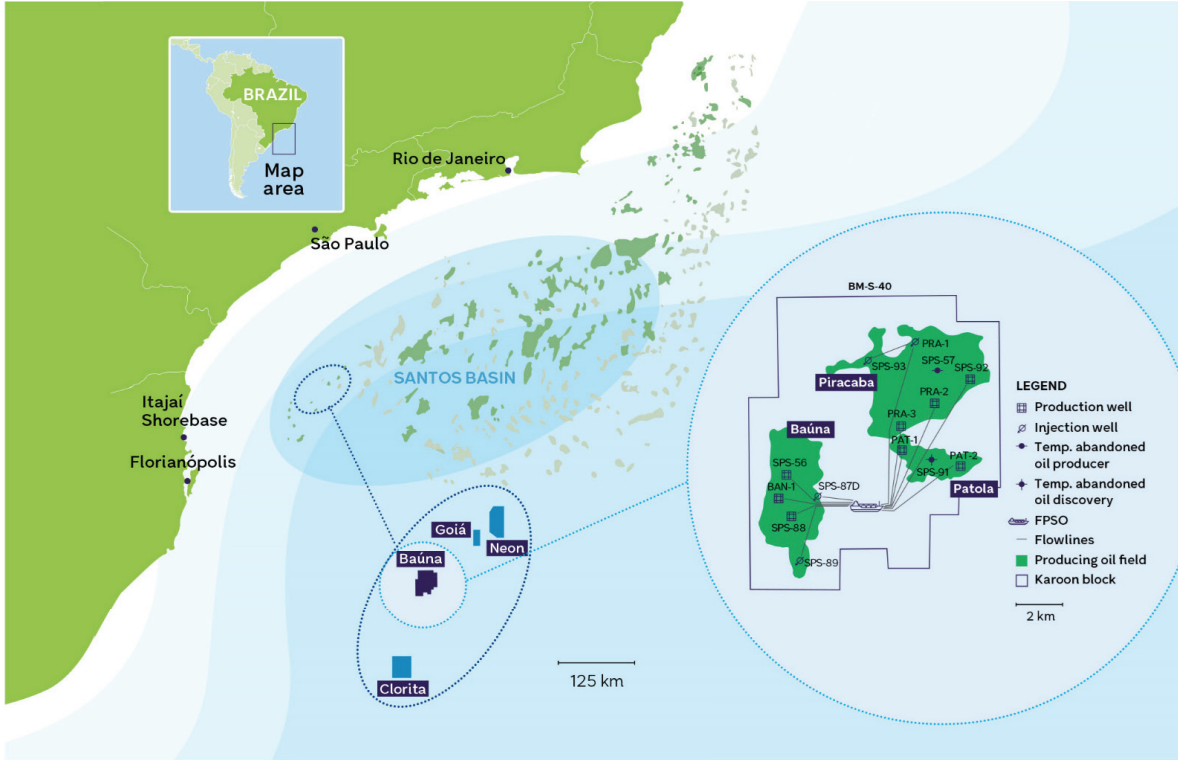 BRAZIL
Map
area
Rio de Janeiro
São Paulo
SANTOS BASIN
Itajaí
Shorebase
Florianópolis
Goiá
Neon
Baúna
Clorita
125 km
BM-S-40
PRA-1
SPS-93
SPS-57
SPS-92
Piracaba
PRA-2
PRA-3
Baúna
PAT-1
SPS-56
PAT-2
SPS-91
BAN-1
SPS-87D
Patola
SPS-88
SPS-89
LEGEND
Production well
Injection well
Temp. abandoned
oil producer
Temp. abandoned
oil discovery
FPSO
Flowlines
Producing oil field
Karoon block
2 km